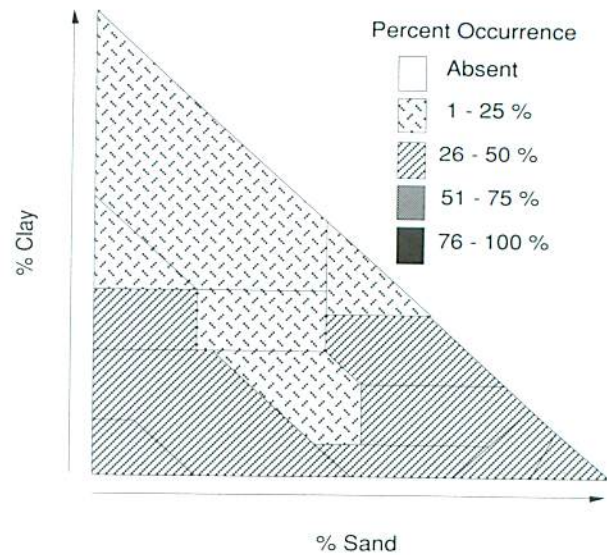 Percent Occurrence
Absent
1 - 25 %
26 - 50 %
51 - 75 %
76 - 100 %
% Clay
% Sand